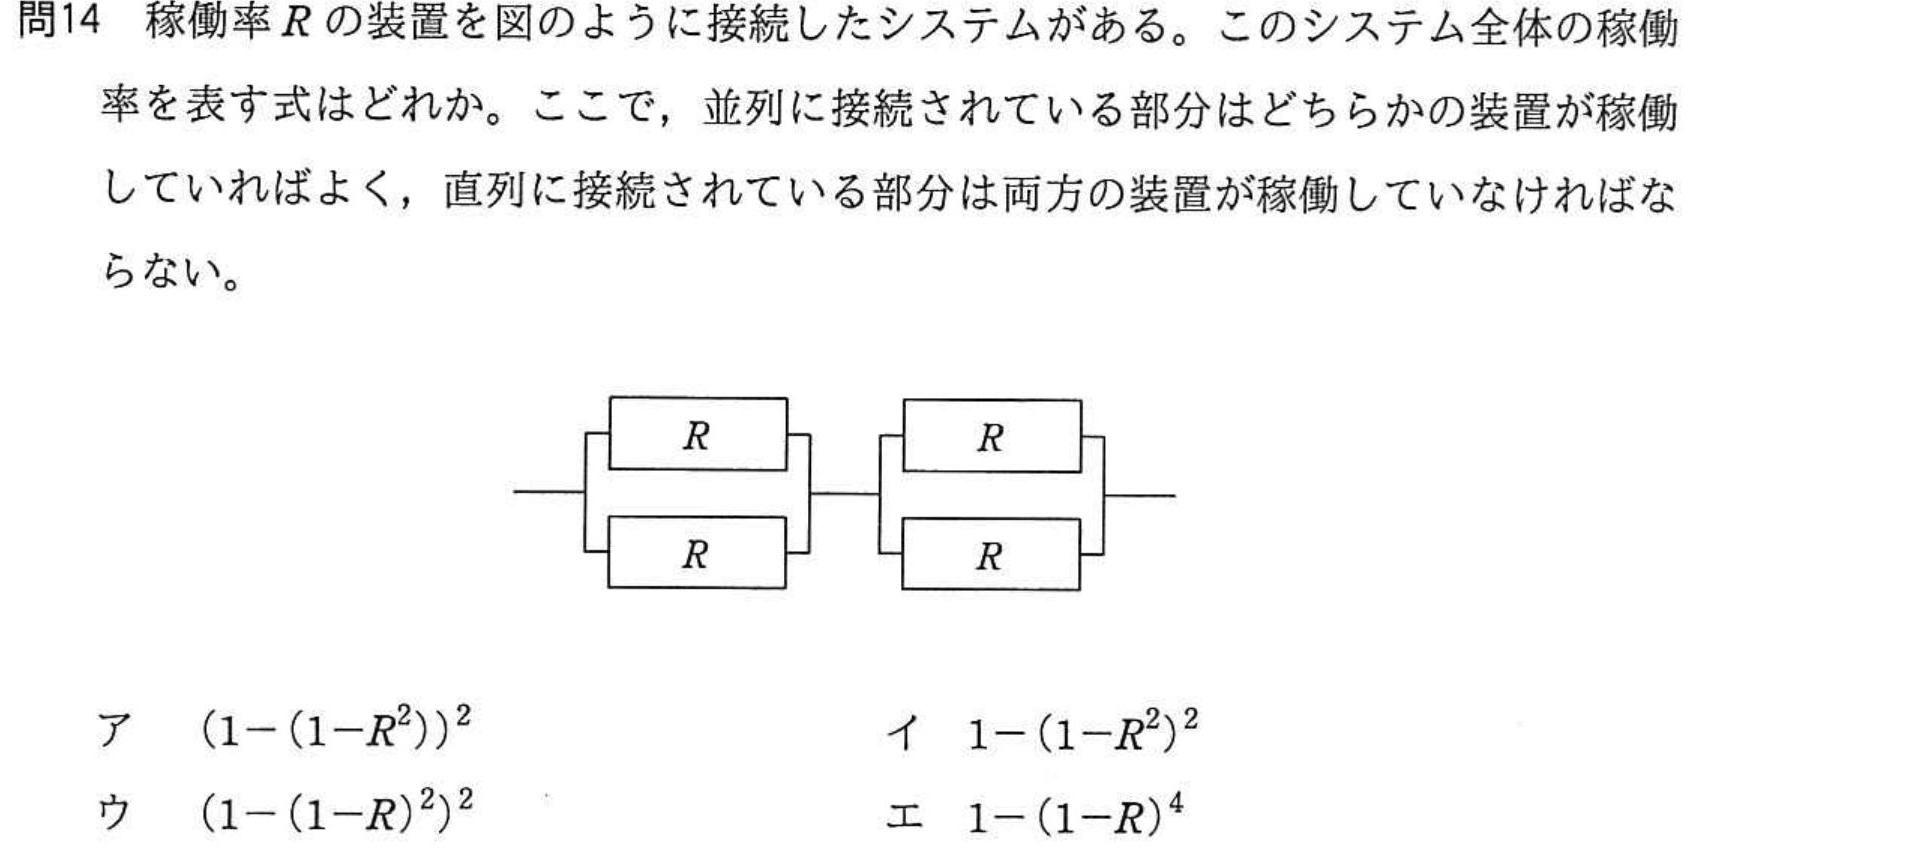 問14 稼働率 R の装置を図のように接続したシステムがある。このシステム全体の稼働
率を表す式はどれか。ここで，並列に接続されている部分はどちらかの装置が稼働
していればよく，直列に接続されている部分は両方の装置が稼働していなければな
らない。
R R
R R
ア (1−(1−R²))² イ 1−(1−R²)²
ウ (1−(1−R)²)² エ 1−(1−R)⁴